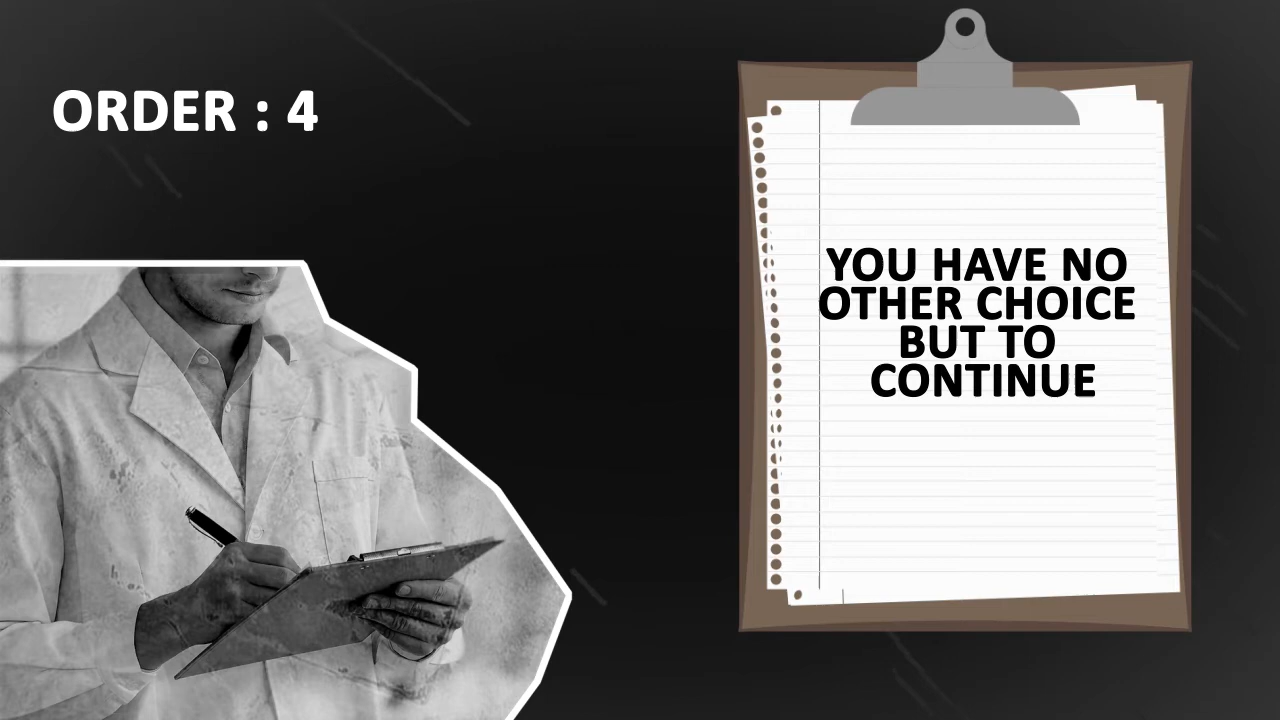 ORDER : 4
YOU HAVE NO
OTHER CHOICE
BUT TO
CONTINUE